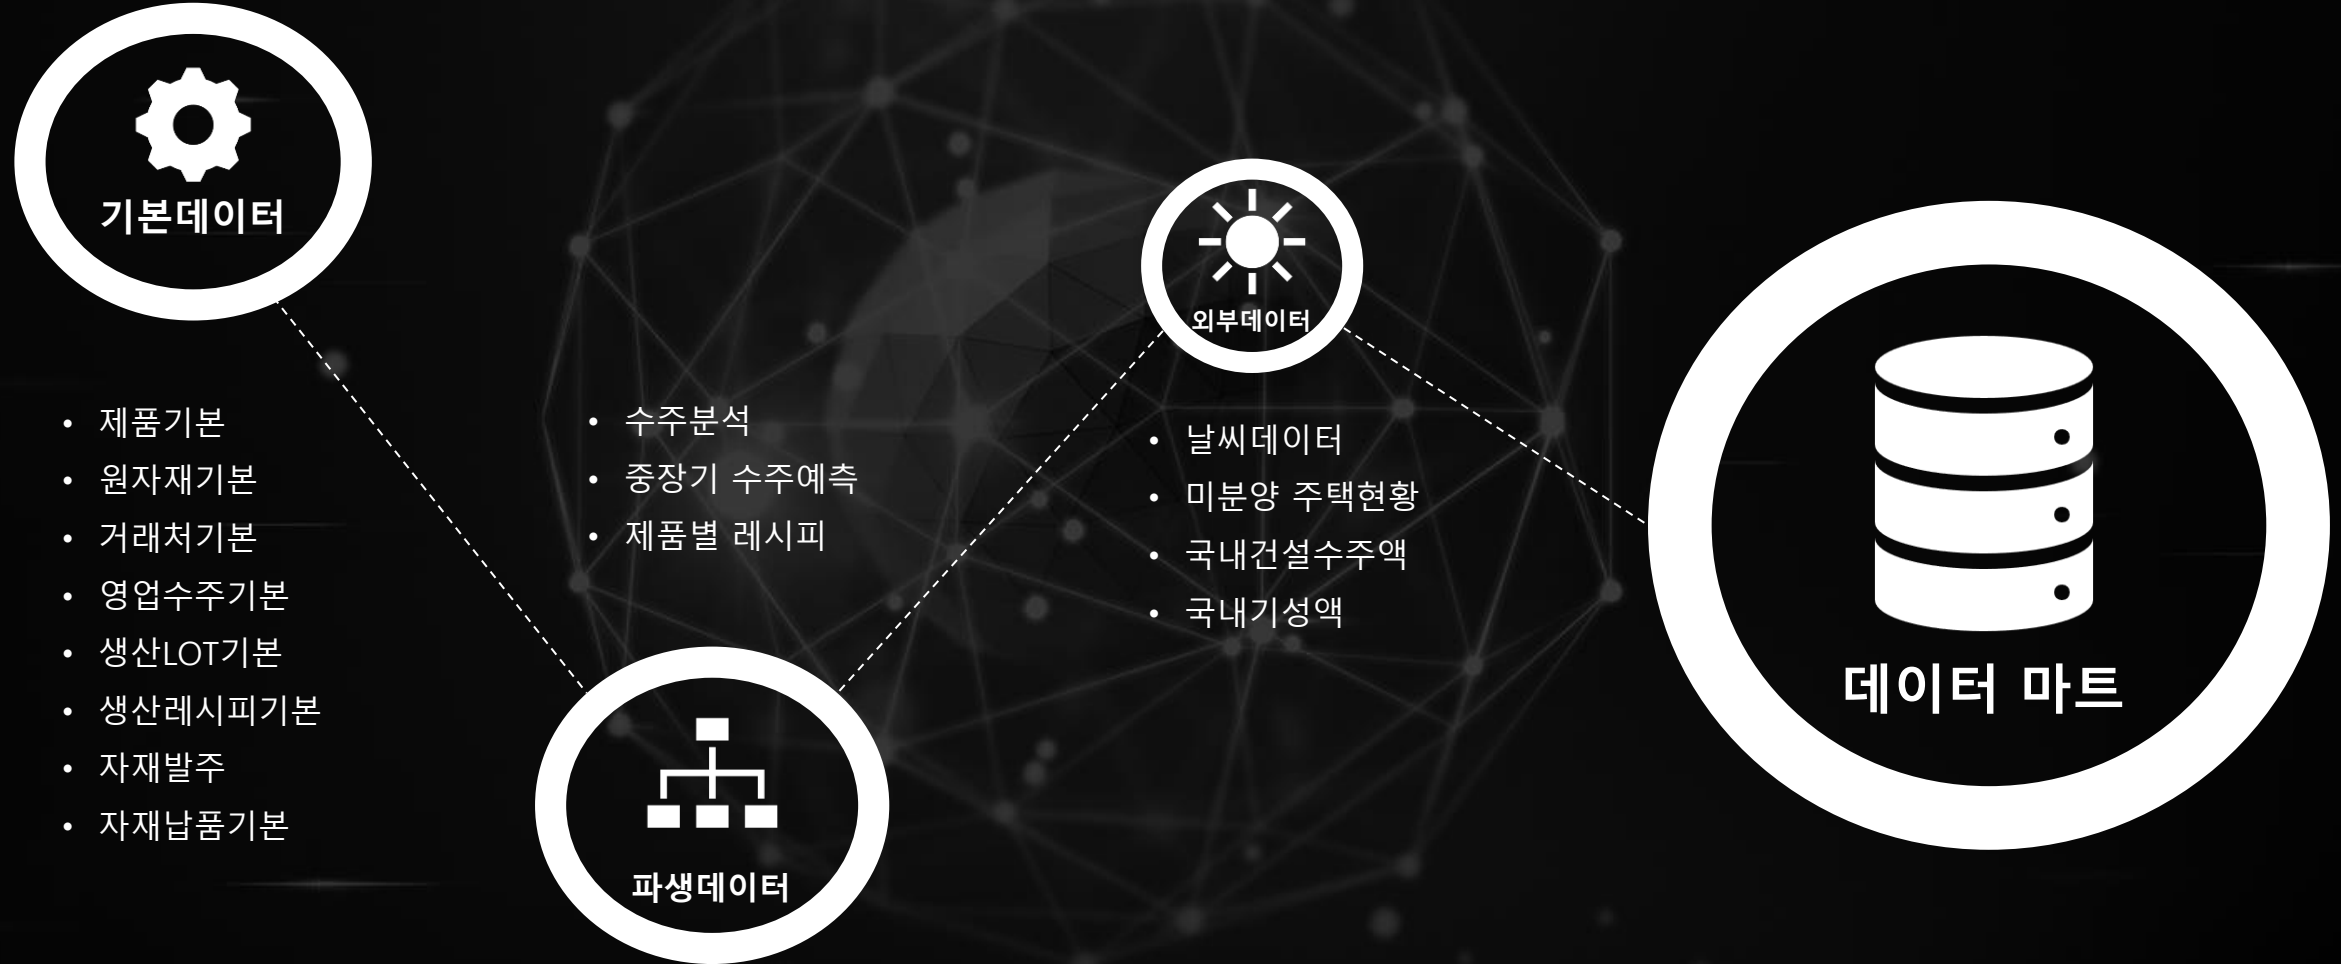 기본데이터
• 제품기본
• 원자재기본
• 거래처기본
• 영업수주기본
• 생산LOT기본
• 생산레시피기본
• 자재발주
• 자재납품기본
• 수주분석
• 중장기 수주예측
• 제품별 레시피
파생데이터
외부데이터
• 날씨데이터
• 미분양 주택현황
• 국내건설수주액
• 국내기성액
데이터 마트